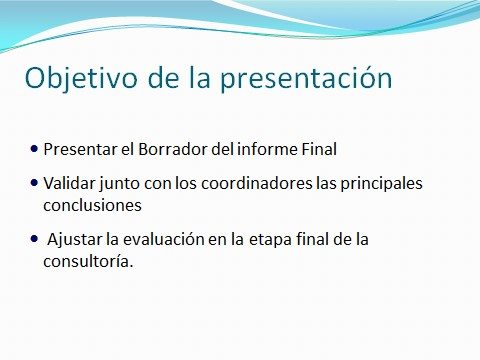 Objetivo de la presentación
● Presentar el Borrador del informe Final
● Validar junto con los coordinadores las principales
conclusiones
● Ajustar la evaluación en la etapa final de la
consultoría.